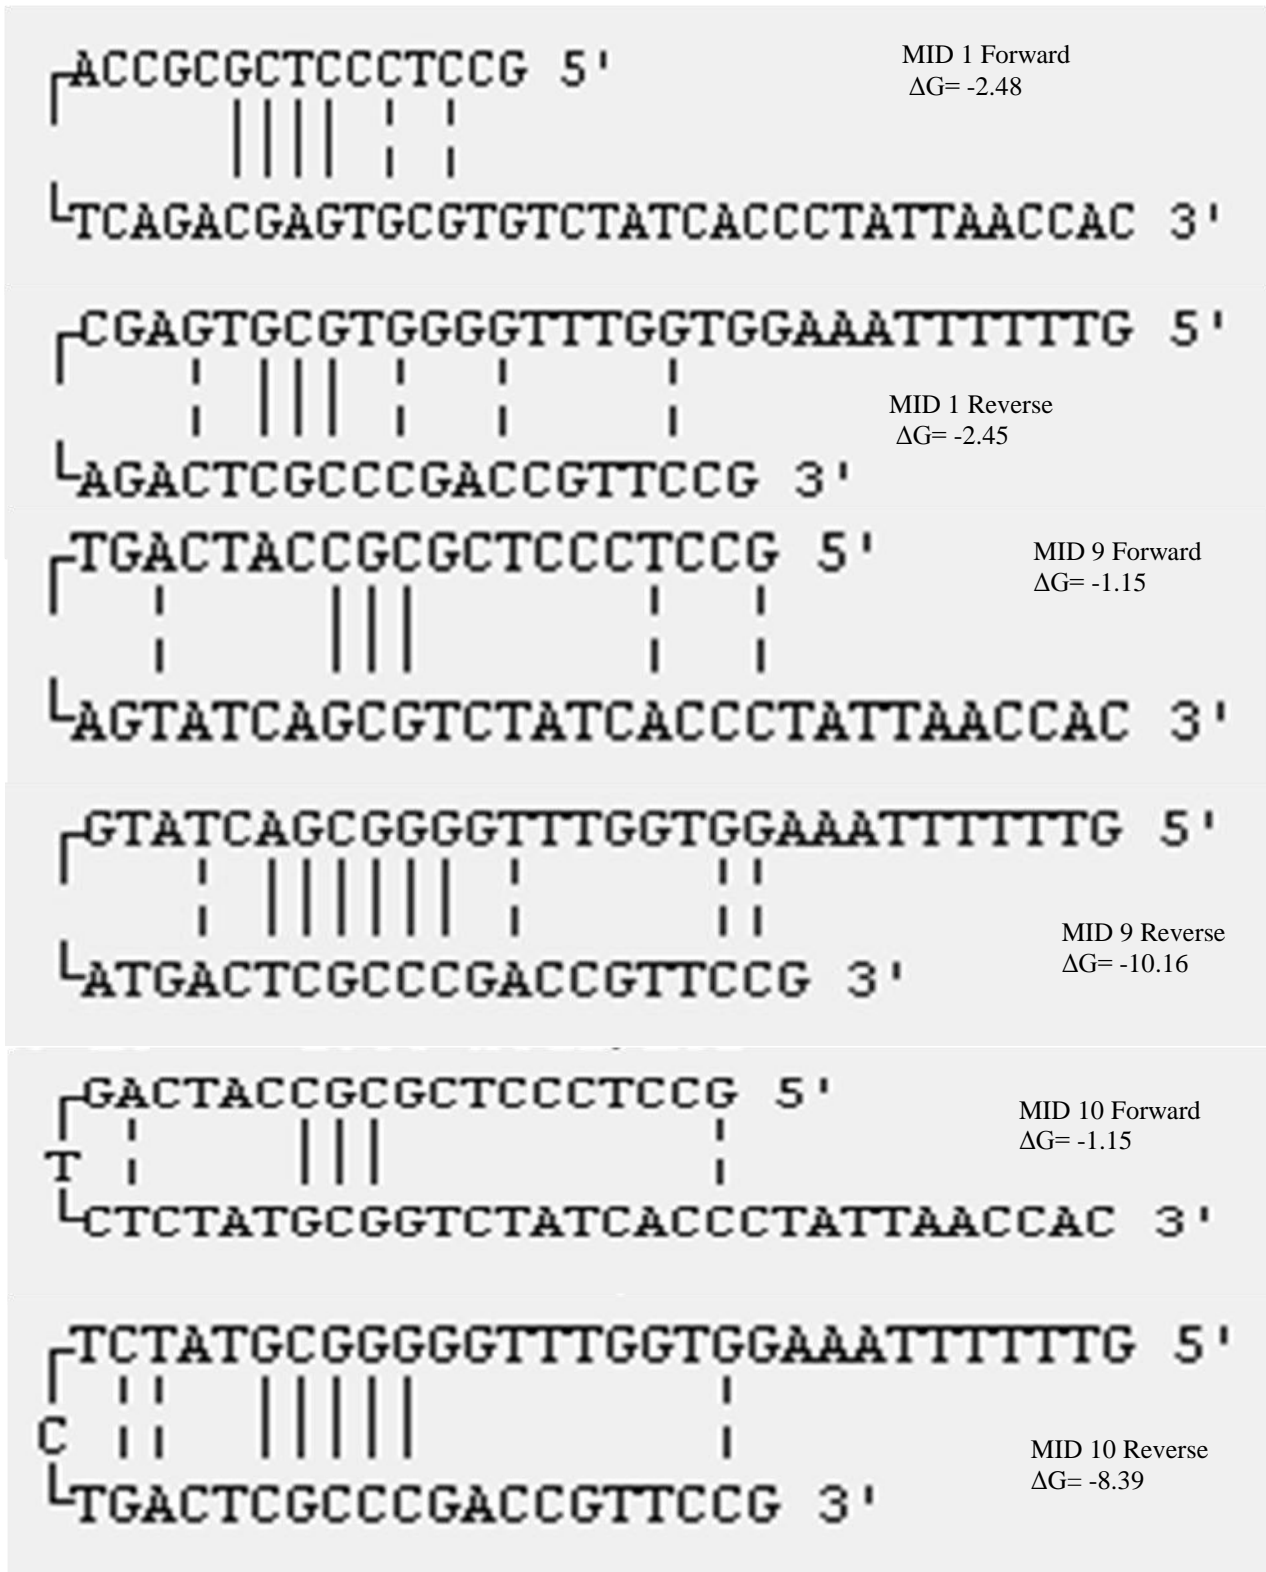 ACCGCGCTCCCTCCG 5'
MID 1 Forward
ΔG= -2.48
TCAGACGAGTGCGTGTCTATCACCCTATTAACCAC 3'
CGAGTGCGTGGGGTTTGGTGGAAATTTTTTG 5'
MID 1 Reverse
ΔG= -2.45
AGACTCGCCCGACCGTTCCG 3'
TGACTACCGCGCTCCCTCCG 5'
MID 9 Forward
ΔG= -1.15
AGTATCAGCGTCTATCACCCTATTAACCAC 3'
GTATCAGCGGGGTTTGGTGGAAATTTTTTG 5'
MID 9 Reverse
ΔG= -10.16
ATGACTCGCCCGACCGTTCCG 3'
GACTACCGCGCTCCCTCCG 5'
MID 10 Forward
ΔG= -1.15
T
CTCTATGCGGTCTATCACCCTATTAACCAC 3'
TCTATGCGGGGGTTTGGTGGAAATTTTTTG 5'
C
MID 10 Reverse
ΔG= -8.39
TGACTCGCCCGACCGTTCCG 3'